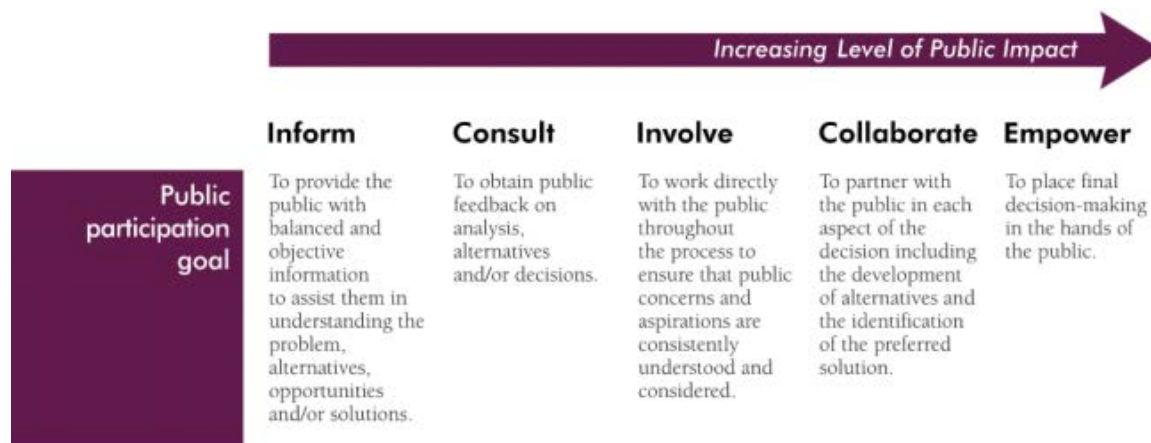 Increasing Level of Public Impact
Inform
Consult
Involve
Collaborate
Empower
Public
participation
goal
To provide the
public with
balanced and
objective
information
to assist them in
understanding the
problem,
alternatives,
opportunities
and/or solutions.
To obtain public
feedback on
analysis,
alternatives
and/or decisions.
To work directly
with the public
throughout
the process to
ensure that public
concerns and
aspirations are
consistently
understood and
considered.
To partner with
the public in each
aspect of the
decision including
the development
of alternatives and
the identification
of the preferred
solution.
To place final
decision-making
in the hands of
the public.